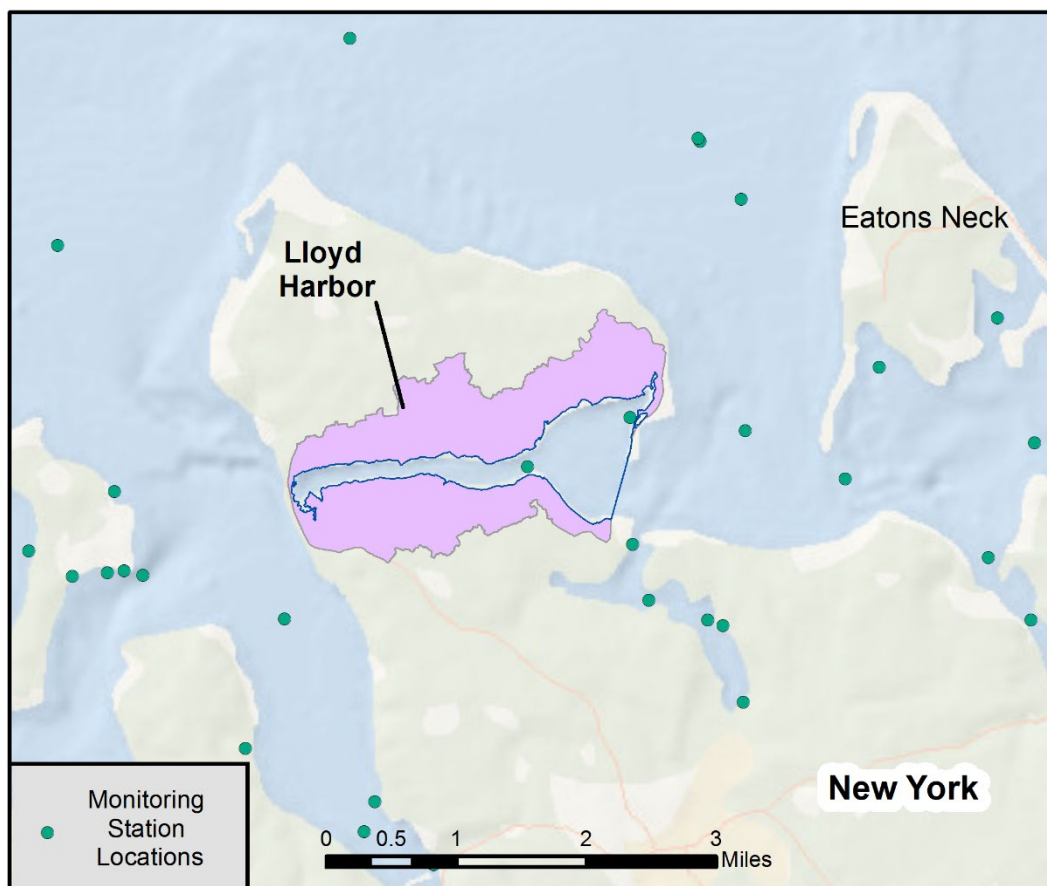 Eatons Neck
Lloyd
Harbor
New York
Monitoring
Station
Locations
0 0.5 1 2 3
Miles